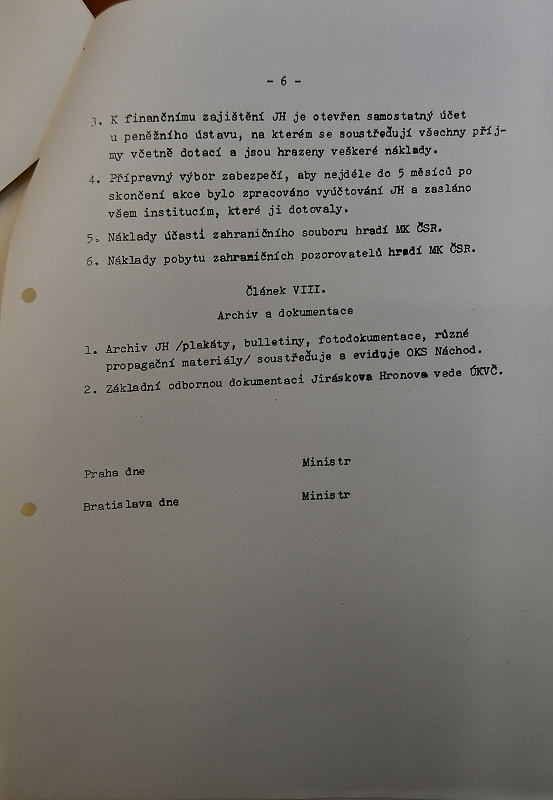 - 6 -
3. K finančnímu zajištění JH je otevřen samostatný účet
u peněžního ústavu, na kterém se soustřeďují všechny příj-
my včetně dotací a jsou hrazeny veškeré náklady.
4. Přípravný výbor zabezpečí, aby nejdéle do 5 měsíců po
skončení akce bylo zpracováno vyúčtování JH a zasláno
všem institucím, které ji dotovaly.
5. Náklady účasti zahraničního souboru hradí MK ČSR.
6. Náklady pobytu zahraničních pozorovatelů hradí MK ČSR.
Článek VIII.
Archiv a dokumentace
1. Archiv JH /plakáty, bulletiny, fotodokumentace, různé
propagační materiály/ soustřeďuje a eviduje OKS Náchod.
2. Základní odbornou dokumentaci Jiráskova Hronova vede ÚKVČ.
Praha dne Ministr
Bratislava dne Ministr